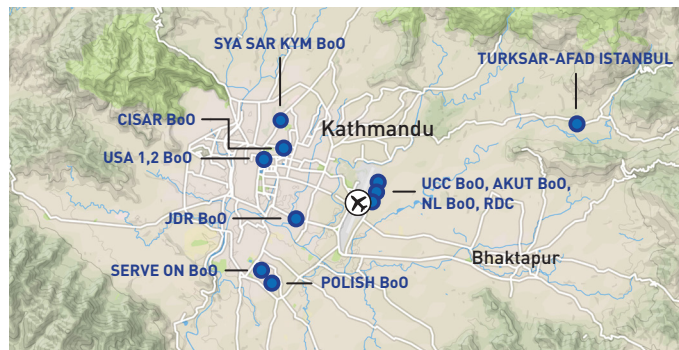 SYA SAR KYM BoO
TURKSAR-AFAD ISTANBUL
CISAR BoO
Kathmandu
USA 1,2 BoO
UCC BoO, AKUT BoO,
NL BoO, RDC
JDR BoO
Bhaktapur
SERVE ON BoO
POLISH BoO